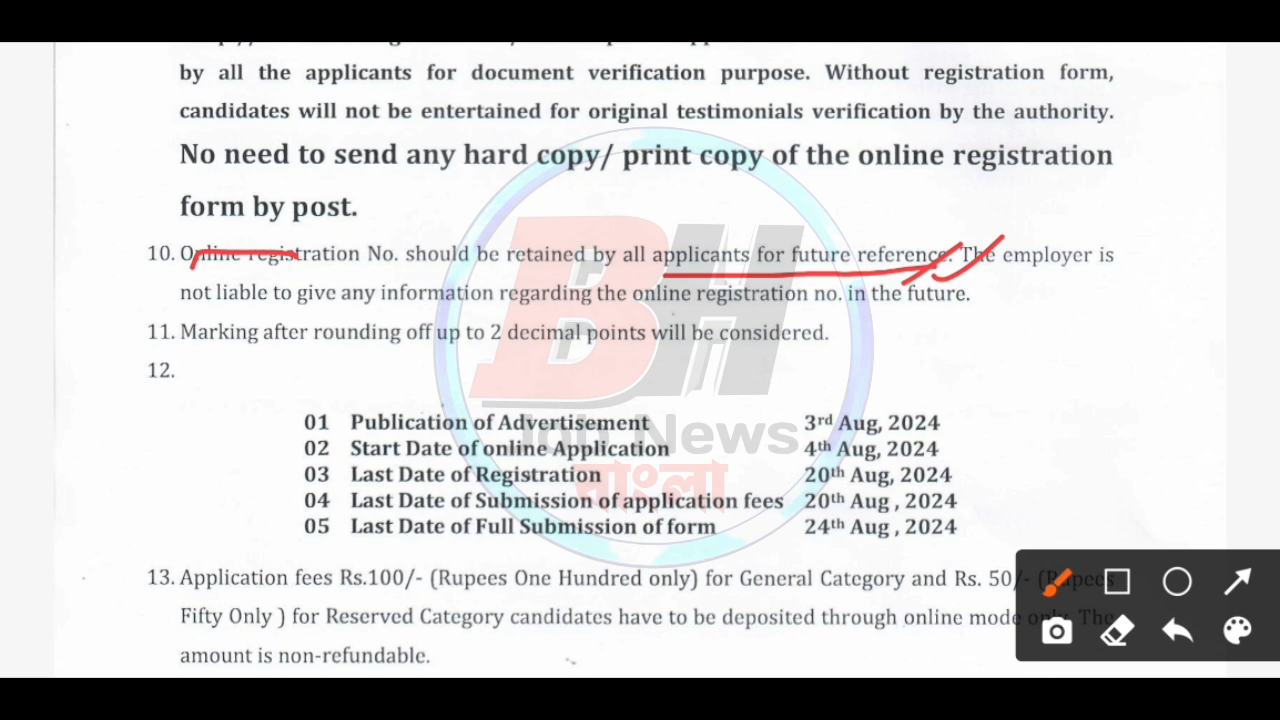 by all the applicants for document verification purpose. Without registration form,
candidates will not be entertained for original testimonials verification by the authority.
No need to send any hard copy/ print copy of the online registration
form by post.
10. Online registration No. should be retained by all applicants for future reference. The employer is
not liable to give any information regarding the online registration no. in the future.
11. Marking after rounding off up to 2 decimal points will be considered.
12.
01 Publication of Advertisement 3rd Aug, 2024
02 Start Date of online Application 4th Aug, 2024
03 Last Date of Registration 20th Aug, 2024
04 Last Date of Submission of application fees 20th Aug , 2024
05 Last Date of Full Submission of form 24th Aug , 2024
BH
Job News
বাংলা
13. Application fees Rs.100/- (Rupees One Hundred only) for General Category and Rs. 50/- (Rupees
Fifty Only ) for Reserved Category candidates have to be deposited through online mode only. The
amount is non-refundable.